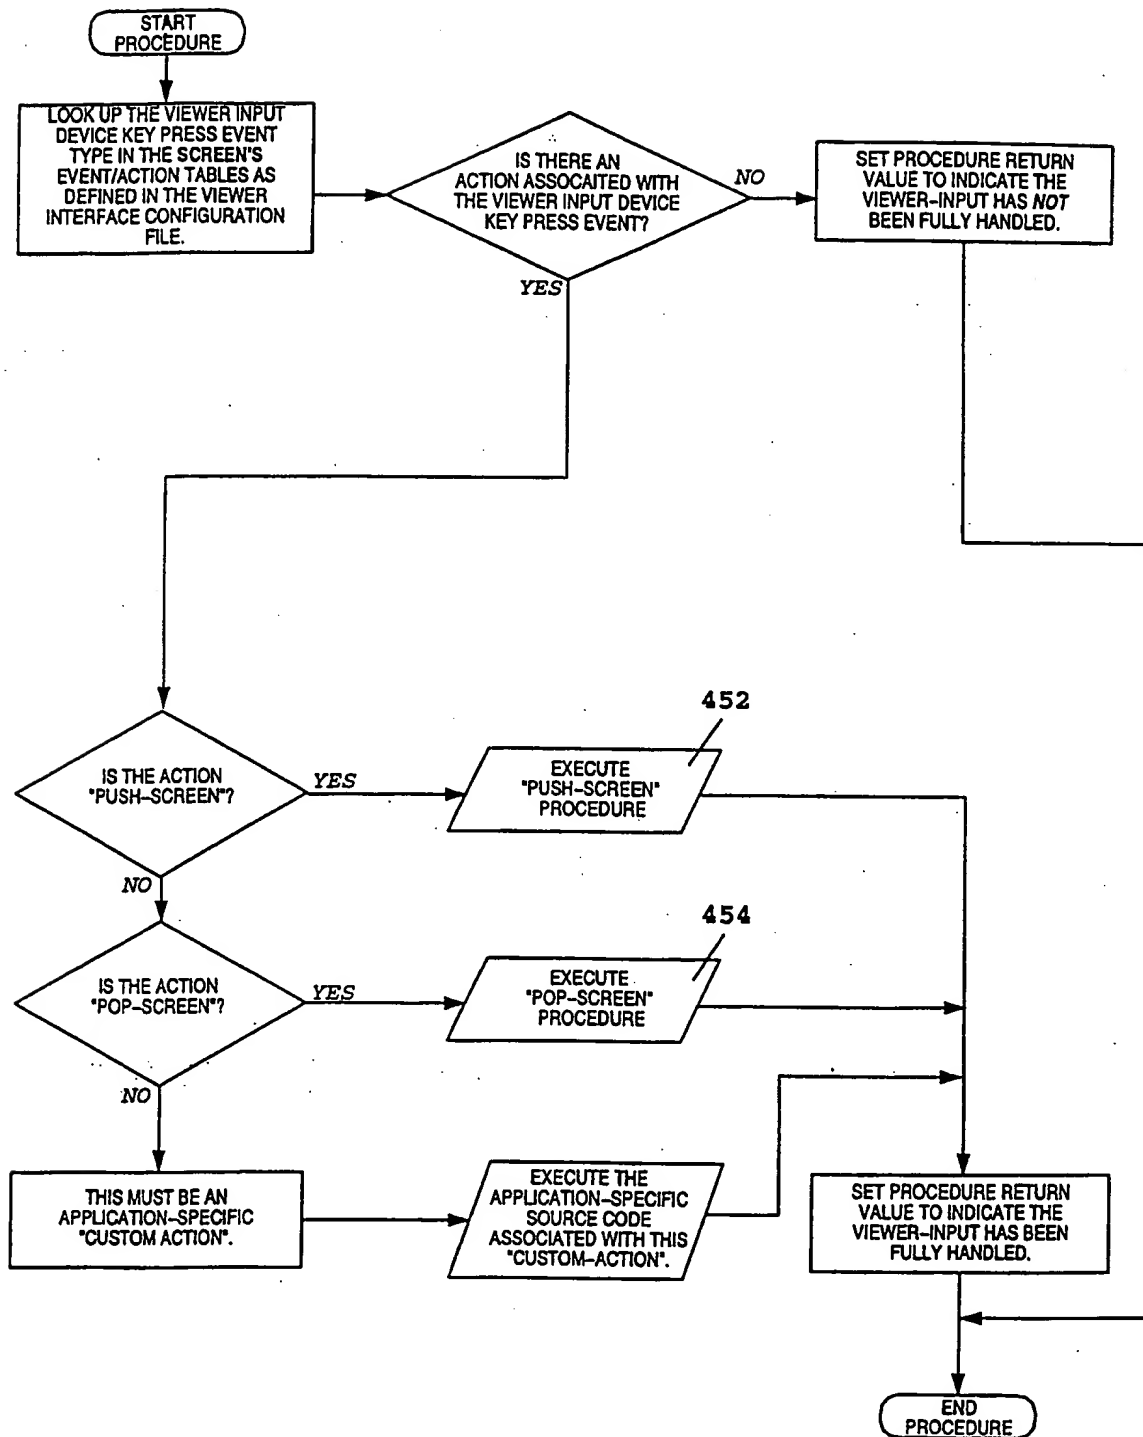 START
PROCEDURE
LOOK UP THE VIEWER INPUT
DEVICE KEY PRESS EVENT
TYPE IN THE SCREEN'S
EVENT/ACTION TABLES AS
DEFINED IN THE VIEWER
INTERFACE CONFIGURATION
FILE.
IS THERE AN
ACTION ASSOCAITED WITH
THE VIEWER INPUT DEVICE
KEY PRESS EVENT?
NO
SET PROCEDURE RETURN
VALUE TO INDICATE THE
VIEWER-INPUT HAS NOT
BEEN FULLY HANDLED.
YES
452
IS THE ACTION
"PUSH-SCREEN"?
YES
EXECUTE
"PUSH-SCREEN"
PROCEDURE
NO
454
IS THE ACTION
"POP-SCREEN"?
YES
EXECUTE
"POP-SCREEN"
PROCEDURE
NO
THIS MUST BE AN
APPLICATION-SPECIFIC
"CUSTOM ACTION".
EXECUTE THE
APPLICATION-SPECIFIC
SOURCE CODE
ASSOCIATED WITH THIS
"CUSTOM-ACTION".
SET PROCEDURE RETURN
VALUE TO INDICATE THE
VIEWER-INPUT HAS BEEN
FULLY HANDLED.
END
PROCEDURE